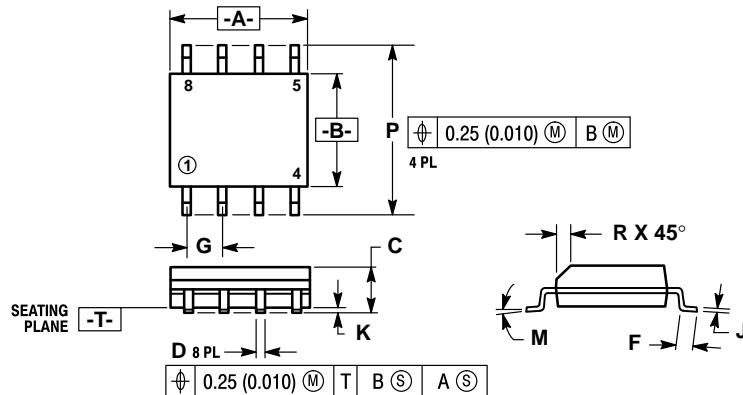 -A-
8 5
-B- P ⌖ 0.25 (0.010) Ⓜ B Ⓜ
4 PL
① 4
G C
R X 45°
SEATING
PLANE -T-
K M F J
D 8 PL
⌖ 0.25 (0.010) Ⓜ T B Ⓢ A Ⓢ